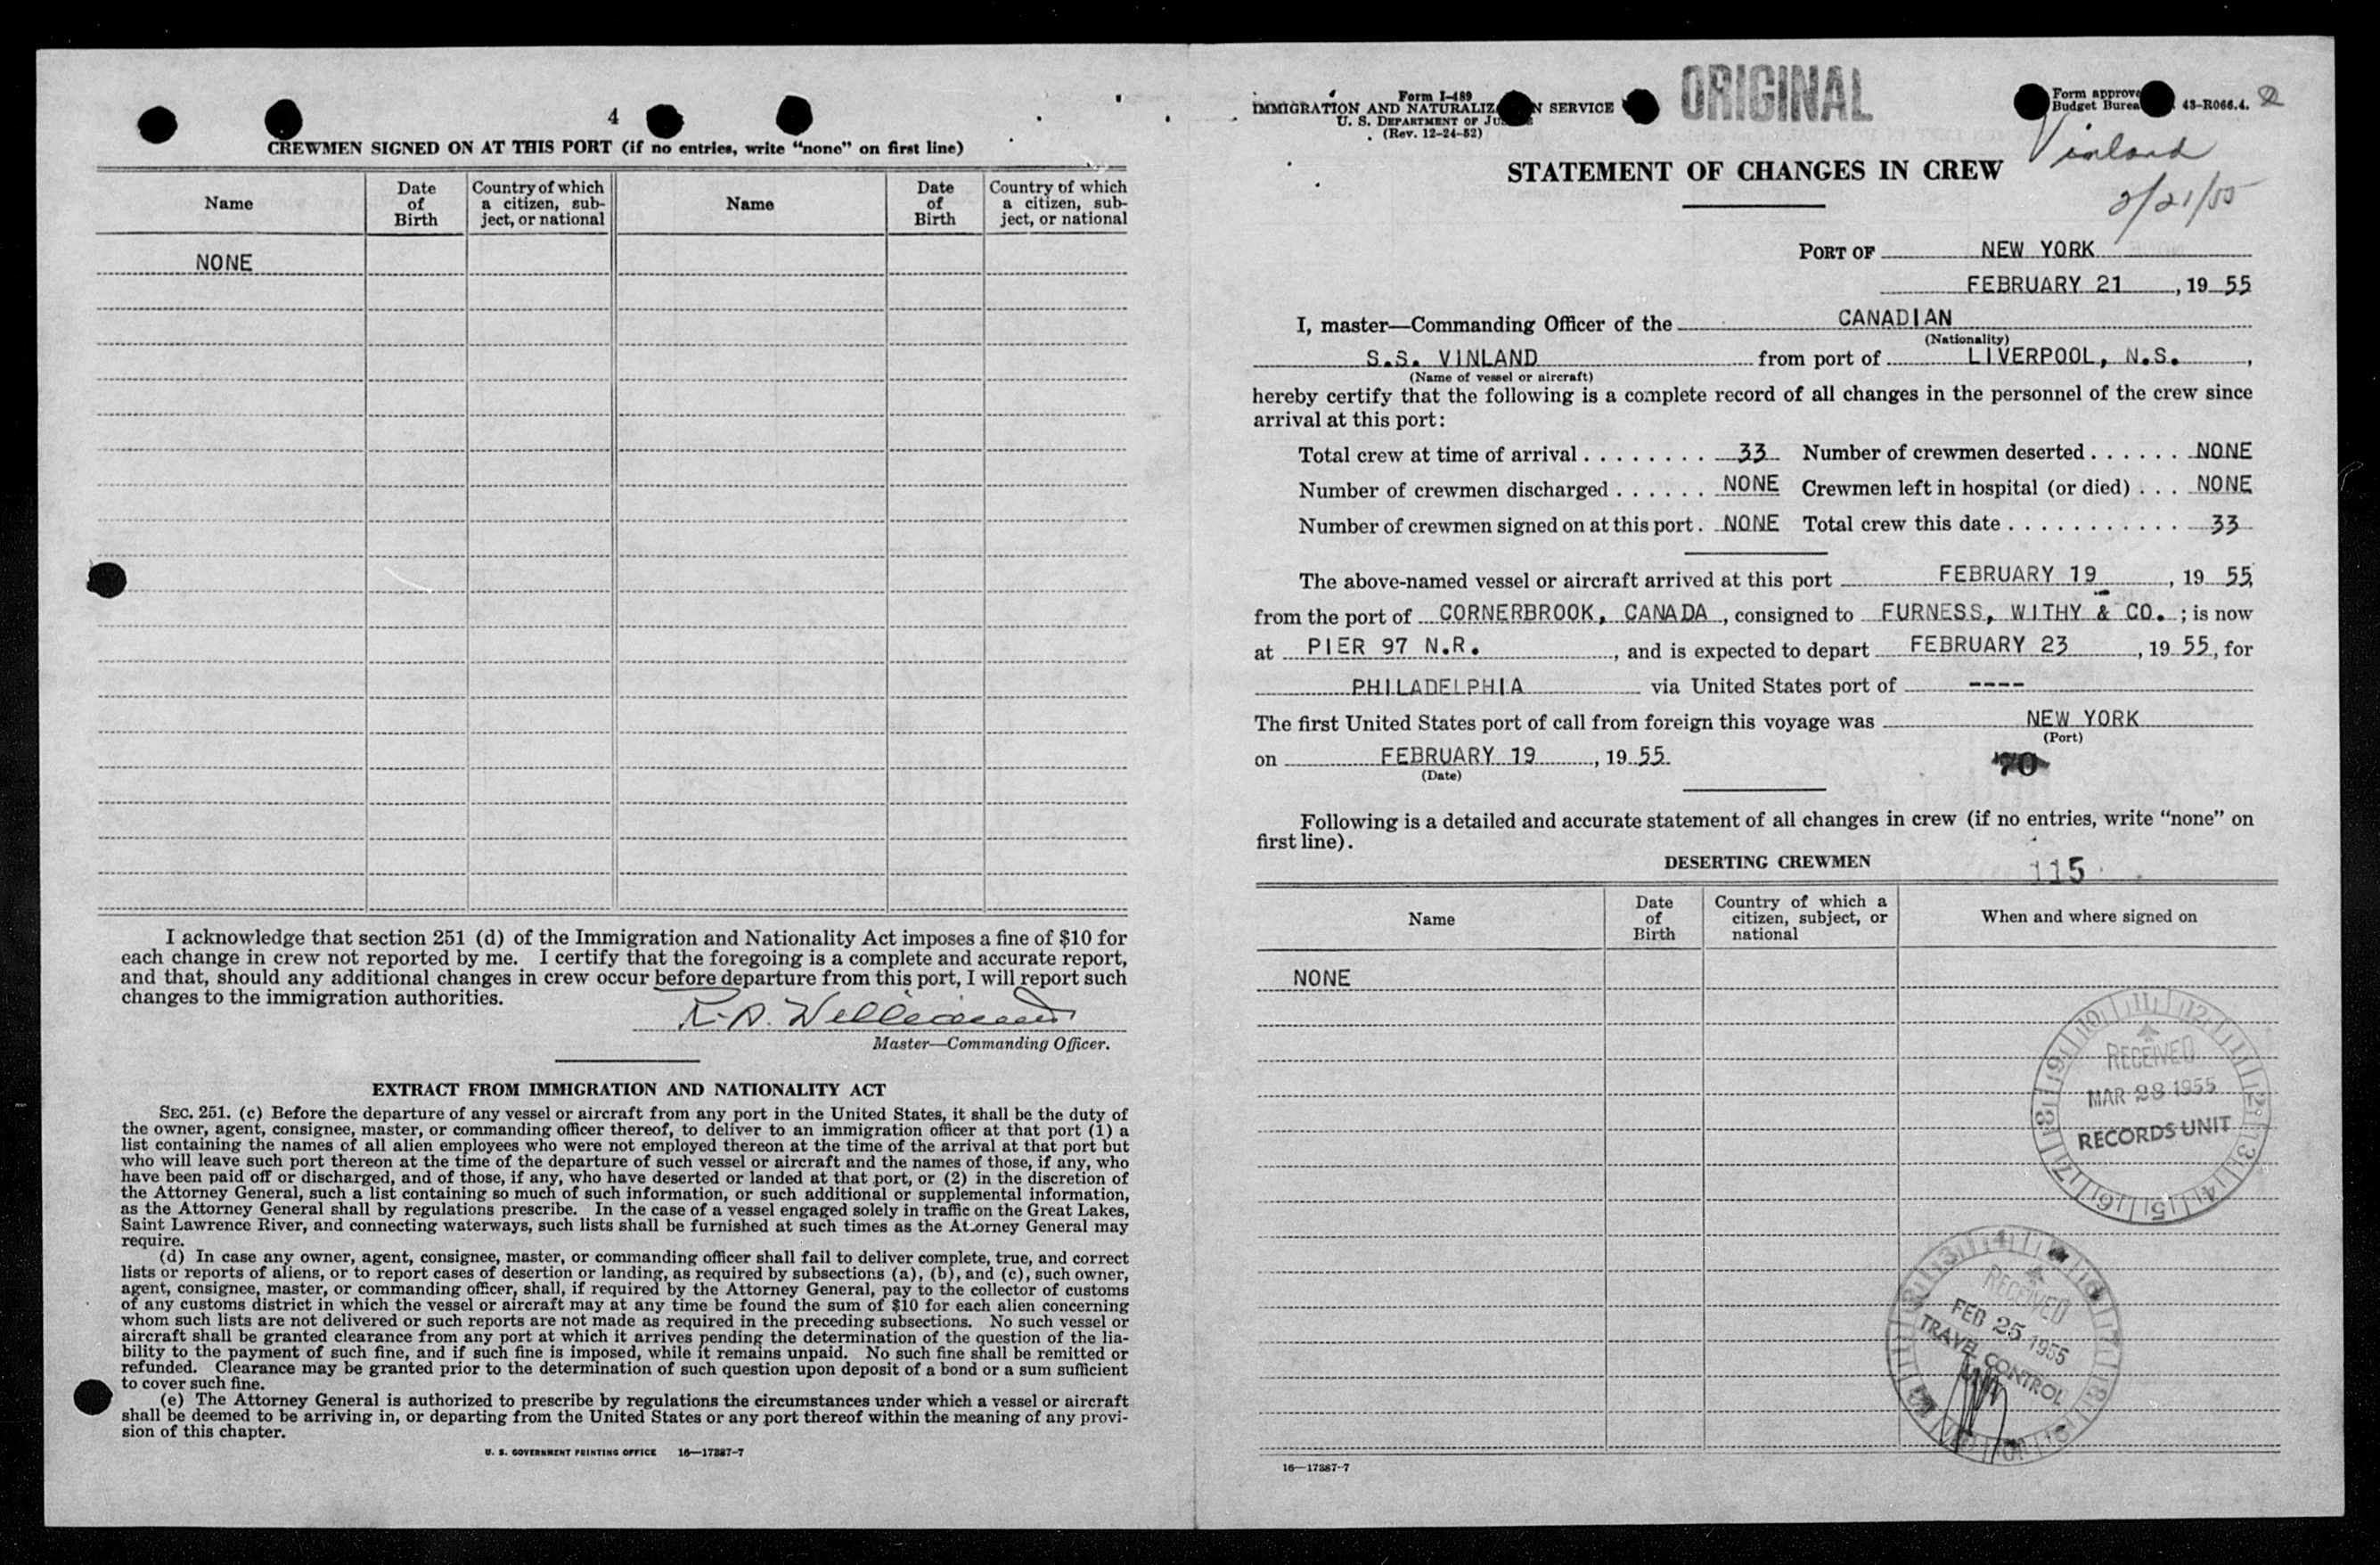 4
CREWMEN SIGNED ON AT THIS PORT (if no entries, write "none" on first line)
Name
Date of Birth
Country of which a citizen, subject, or national
Name
Date of Birth
Country of which a citizen, subject, or national
NONE
I acknowledge that section 251 (d) of the Immigration and Nationality Act imposes a fine of $10 for
each change in crew not reported by me. I certify that the foregoing is a complete and accurate report,
and that, should any additional changes in crew occur before departure from this port, I will report such
changes to the immigration authorities.
Master—Commanding Officer.
EXTRACT FROM IMMIGRATION AND NATIONALITY ACT
SEC. 251. (c) Before the departure of any vessel or aircraft from any port in the United States, it shall be the duty of
the owner, agent, consignee, master, or commanding officer thereof, to deliver to an immigration officer at that port (1) a
list containing the names of all alien employees who were not employed thereon at the time of the arrival at that port but
who will leave such port thereon at the time of the departure of such vessel or aircraft and the names of those, if any, who
have been paid off or discharged, and of those, if any, who have deserted or landed at that port, or (2) in the discretion of
the Attorney General, such a list containing so much of such information, or such additional or supplemental information,
as the Attorney General shall by regulations prescribe. In the case of a vessel engaged solely in traffic on the Great Lakes,
Saint Lawrence River, and connecting waterways, such lists shall be furnished at such times as the Attorney General may
require.
(d) In case any owner, agent, consignee, master, or commanding officer shall fail to deliver complete, true, and correct
lists or reports of aliens, or to report cases of desertion or landing, as required by subsections (a), (b), and (c), such owner,
agent, consignee, master, or commanding officer, shall, if required by the Attorney General, pay to the collector of customs
of any customs district in which the vessel or aircraft may at any time be found the sum of $10 for each alien concerning
whom such lists are not delivered or such reports are not made as required in the preceding subsections. No such vessel or
aircraft shall be granted clearance from any port at which it arrives pending the determination of the question of the lia-
bility to the payment of such fine, and if such fine is imposed, while it remains unpaid. No such fine shall be remitted or
refunded. Clearance may be granted prior to the determination of such question upon deposit of a bond or a sum sufficient
to cover such fine.
(e) The Attorney General is authorized to prescribe by regulations the circumstances under which a vessel or aircraft
shall be deemed to be arriving in, or departing from the United States or any port thereof within the meaning of any provi-
sion of this chapter.
U. S. GOVERNMENT PRINTING OFFICE 16—17387-7
Form I-489
IMMIGRATION AND NATURALIZ N SERVICE
U. S. DEPARTMENT OF JU
(Rev. 12-24-52)
ORIGINAL
Form approve
Budget Burea 43-R066.4.
2
Vinland
2/21/55
STATEMENT OF CHANGES IN CREW
PORT OF NEW YORK
FEBRUARY 21, 1955
I, master—Commanding Officer of the CANADIAN
(Nationality)
S.S. VINLAND from port of LIVERPOOL, N.S.,
(Name of vessel or aircraft)
hereby certify that the following is a complete record of all changes in the personnel of the crew since
arrival at this port:
Total crew at time of arrival . . . . . . . . 33 Number of crewmen deserted . . . . . . NONE
Number of crewmen discharged . . . . . . NONE Crewmen left in hospital (or died) . . . NONE
Number of crewmen signed on at this port . NONE Total crew this date . . . . . . . . . . . 33
The above-named vessel or aircraft arrived at this port FEBRUARY 19, 1955,
from the port of CORNERBROOK, CANADA, consigned to FURNESS, WITHY & CO.; is now
at PIER 97 N.R., and is expected to depart FEBRUARY 23, 1955, for
PHILADELPHIA via United States port of ----
The first United States port of call from foreign this voyage was NEW YORK
(Port)
on FEBRUARY 19, 1955.
(Date)
70
Following is a detailed and accurate statement of all changes in crew (if no entries, write "none" on
first line).
DESERTING CREWMEN
115
Name
Date of Birth
Country of which a citizen, subject, or national
When and where signed on
NONE
RECEIVED
MAR 28 1955
RECORDS UNIT
RECEIVED
FEB 25 1955
TRAVEL CONTROL
16—17387-7